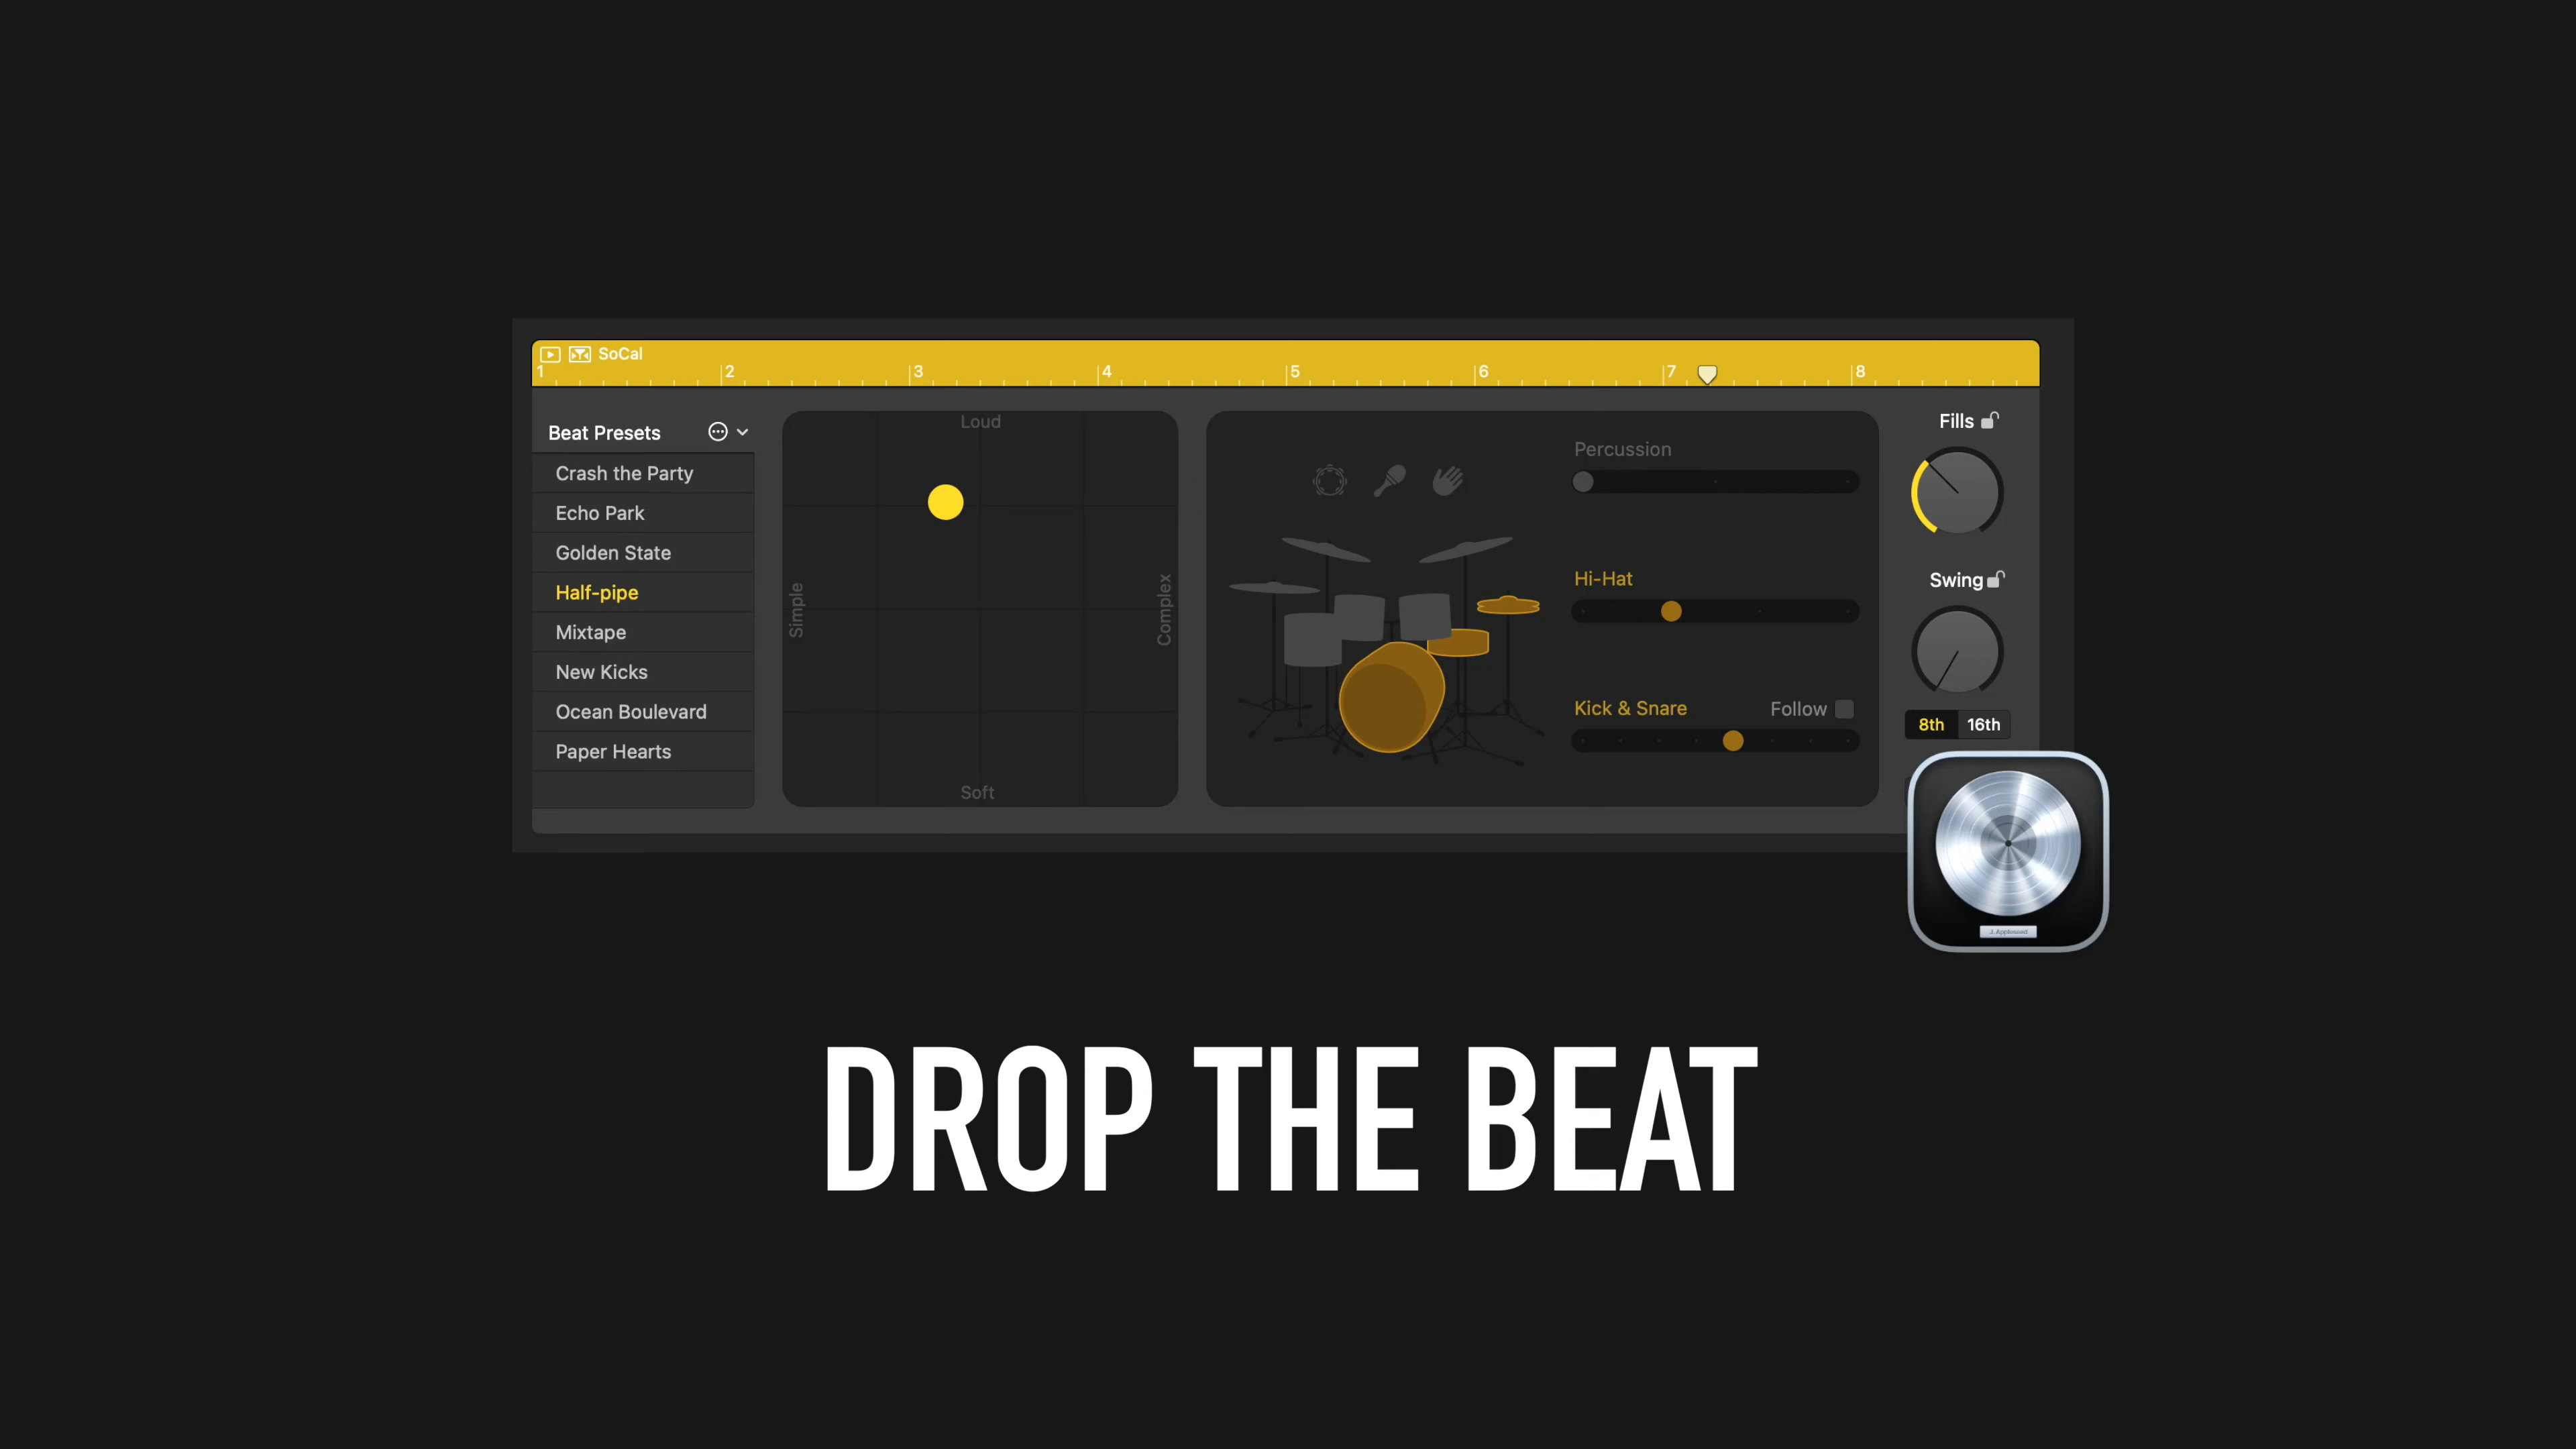 SoCal
1 2 3 4 5 6 7 8
Beat Presets
Crash the Party
Echo Park
Golden State
Half-pipe
Mixtape
New Kicks
Ocean Boulevard
Paper Hearts
Loud
Simple
Complex
Soft
Percussion
Hi-Hat
Kick & Snare Follow
Fills
Swing
8th 16th
J. Appleseed
DROP THE BEAT